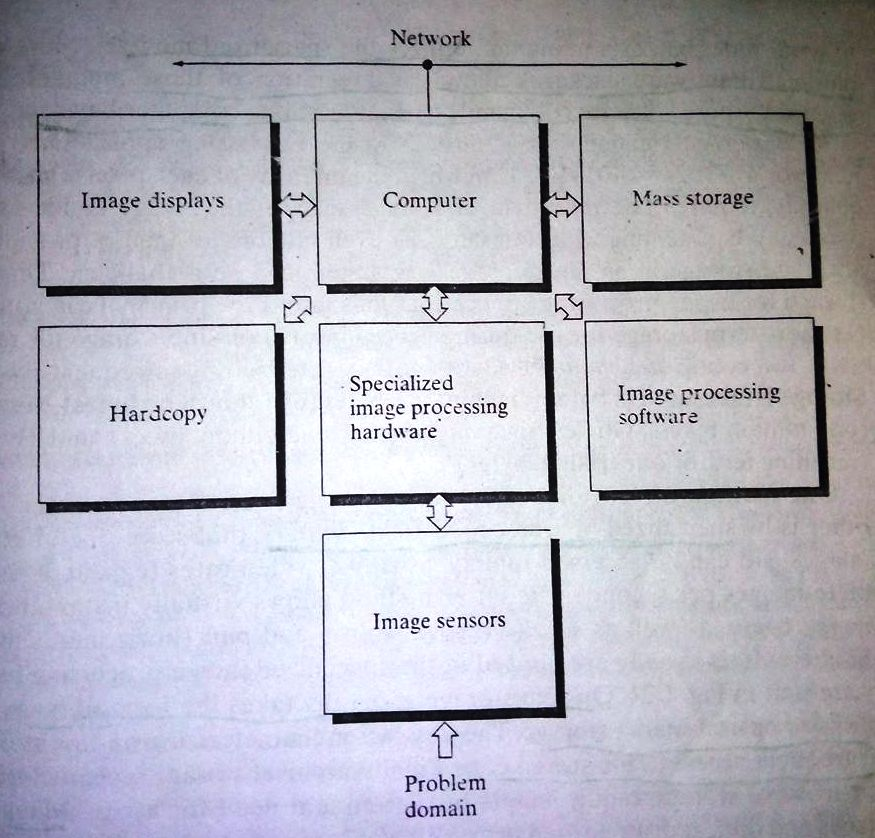 Network
Image displays
Computer
Mass storage
Hardcopy
Specialized
image processing
hardware
Image processing
software
Image sensors
Problem
domain